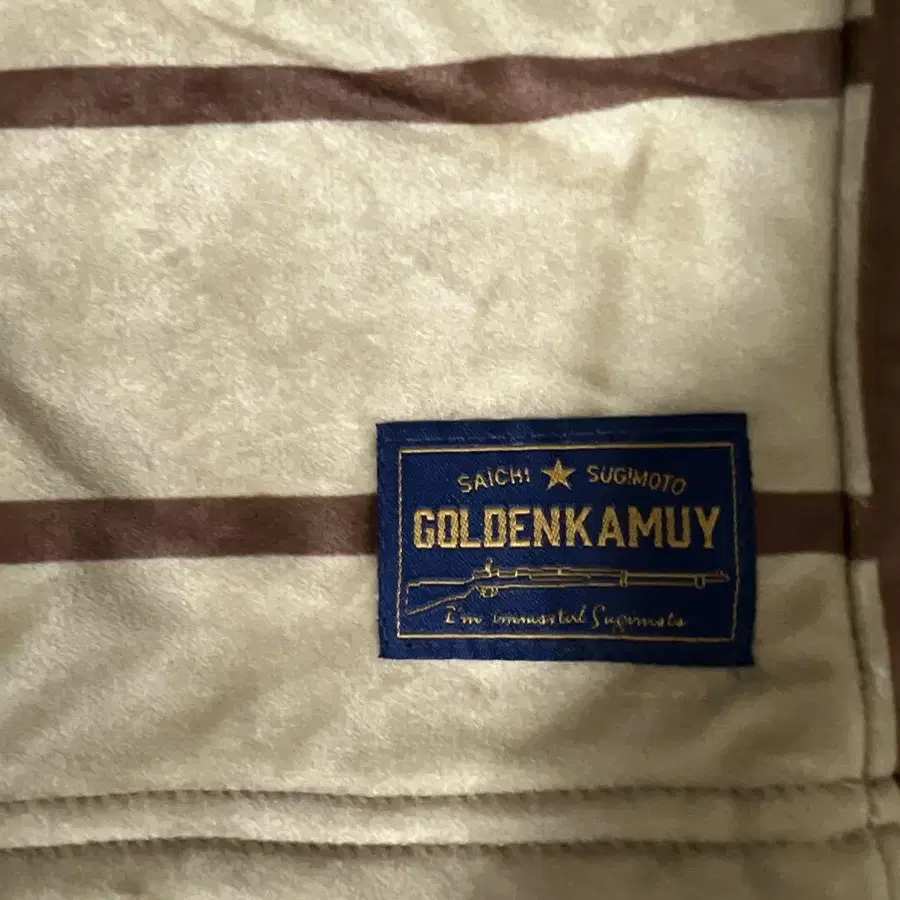 SAICHI ★ SUGIMOTO
GOLDENKAMUY
I'm immortal Sugimoto